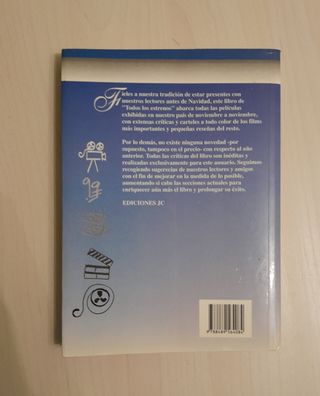 Fieles a nuestra tradición de estar presentes con
nuestros lectores antes de Navidad, este libro de
"Todos los estrenos" abarca todas las películas
exhibidas en nuestro país de noviembre a noviembre,
con extensas críticas y carteles a todo color de los films
más importantes y pequeñas reseñas del resto.
Por lo demás, no existe ninguna novedad -por
supuesto, tampoco en el precio- con respecto al año
anterior. Todas las críticas del libro son inéditas y
realizadas exclusivamente para este anuario. Seguimos
recogiendo sugerencias de nuestros lectores y amigos
con el fin de mejorar en la medida de lo posible,
aumentando si cabe las secciones actuales para
enriquecer aún más el libro y prolongar su éxito.
EDICIONES JC
9 788489 564084